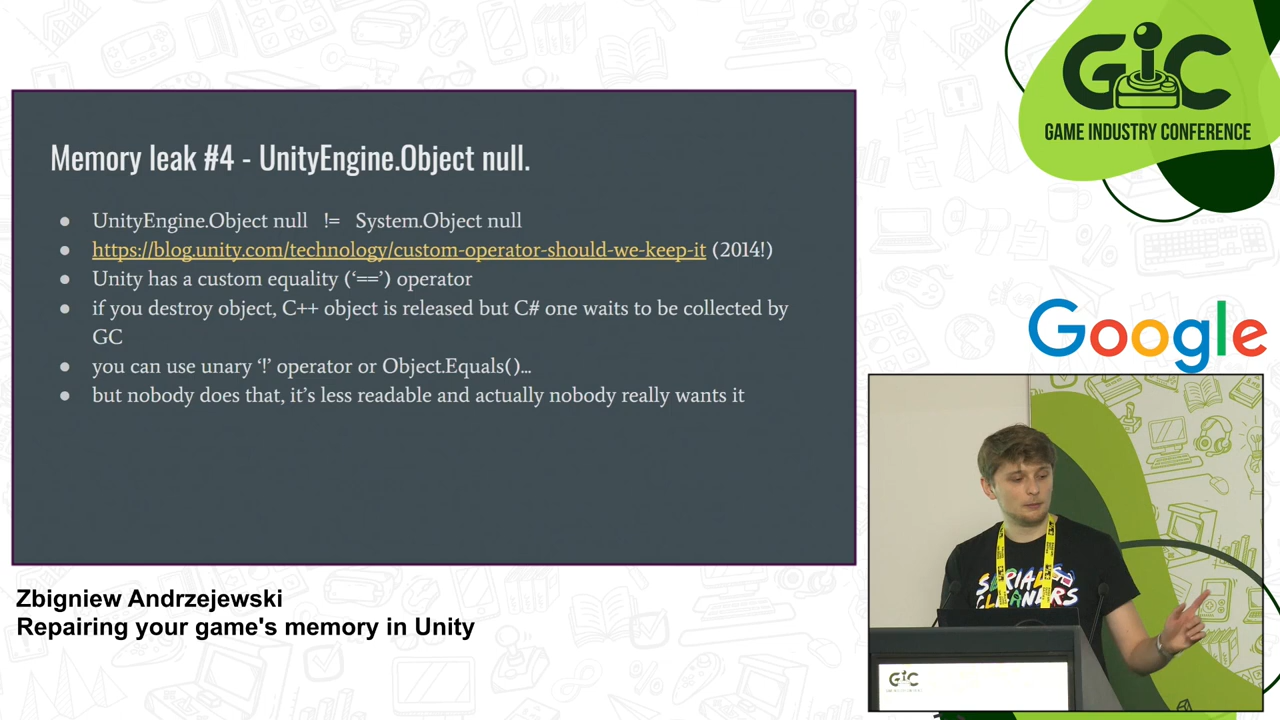 Memory leak #4 - UnityEngine.Object null.
● UnityEngine.Object null != System.Object null
● https://blog.unity.com/technology/custom-operator-should-we-keep-it (2014!)
● Unity has a custom equality (‘==’) operator
● if you destroy object, C++ object is released but C# one waits to be collected by
GC
● you can use unary ‘!’ operator or Object.Equals()...
● but nobody does that, it’s less readable and actually nobody really wants it
Zbigniew Andrzejewski
Repairing your game's memory in Unity
GiC
GAME INDUSTRY CONFERENCE
Google
SERIAL
CLEANERS
GiC